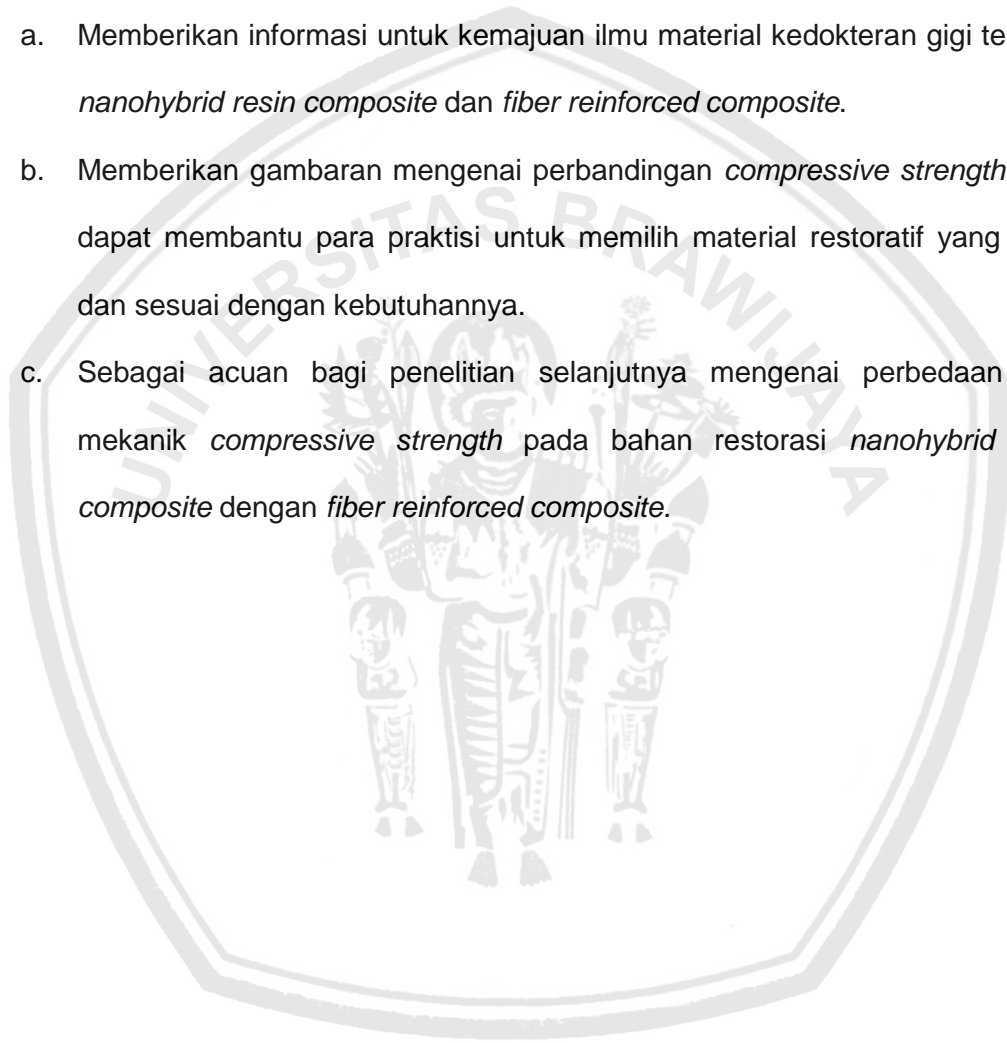 a. Memberikan informasi untuk kemajuan ilmu material kedokteran gigi te
nanohybrid resin composite dan fiber reinforced composite.
b. Memberikan gambaran mengenai perbandingan compressive strength
dapat membantu para praktisi untuk memilih material restoratif yang
dan sesuai dengan kebutuhannya.
c. Sebagai acuan bagi penelitian selanjutnya mengenai perbedaan
mekanik compressive strength pada bahan restorasi nanohybrid
composite dengan fiber reinforced composite.
UNIVERSITAS BRAWIJAYA